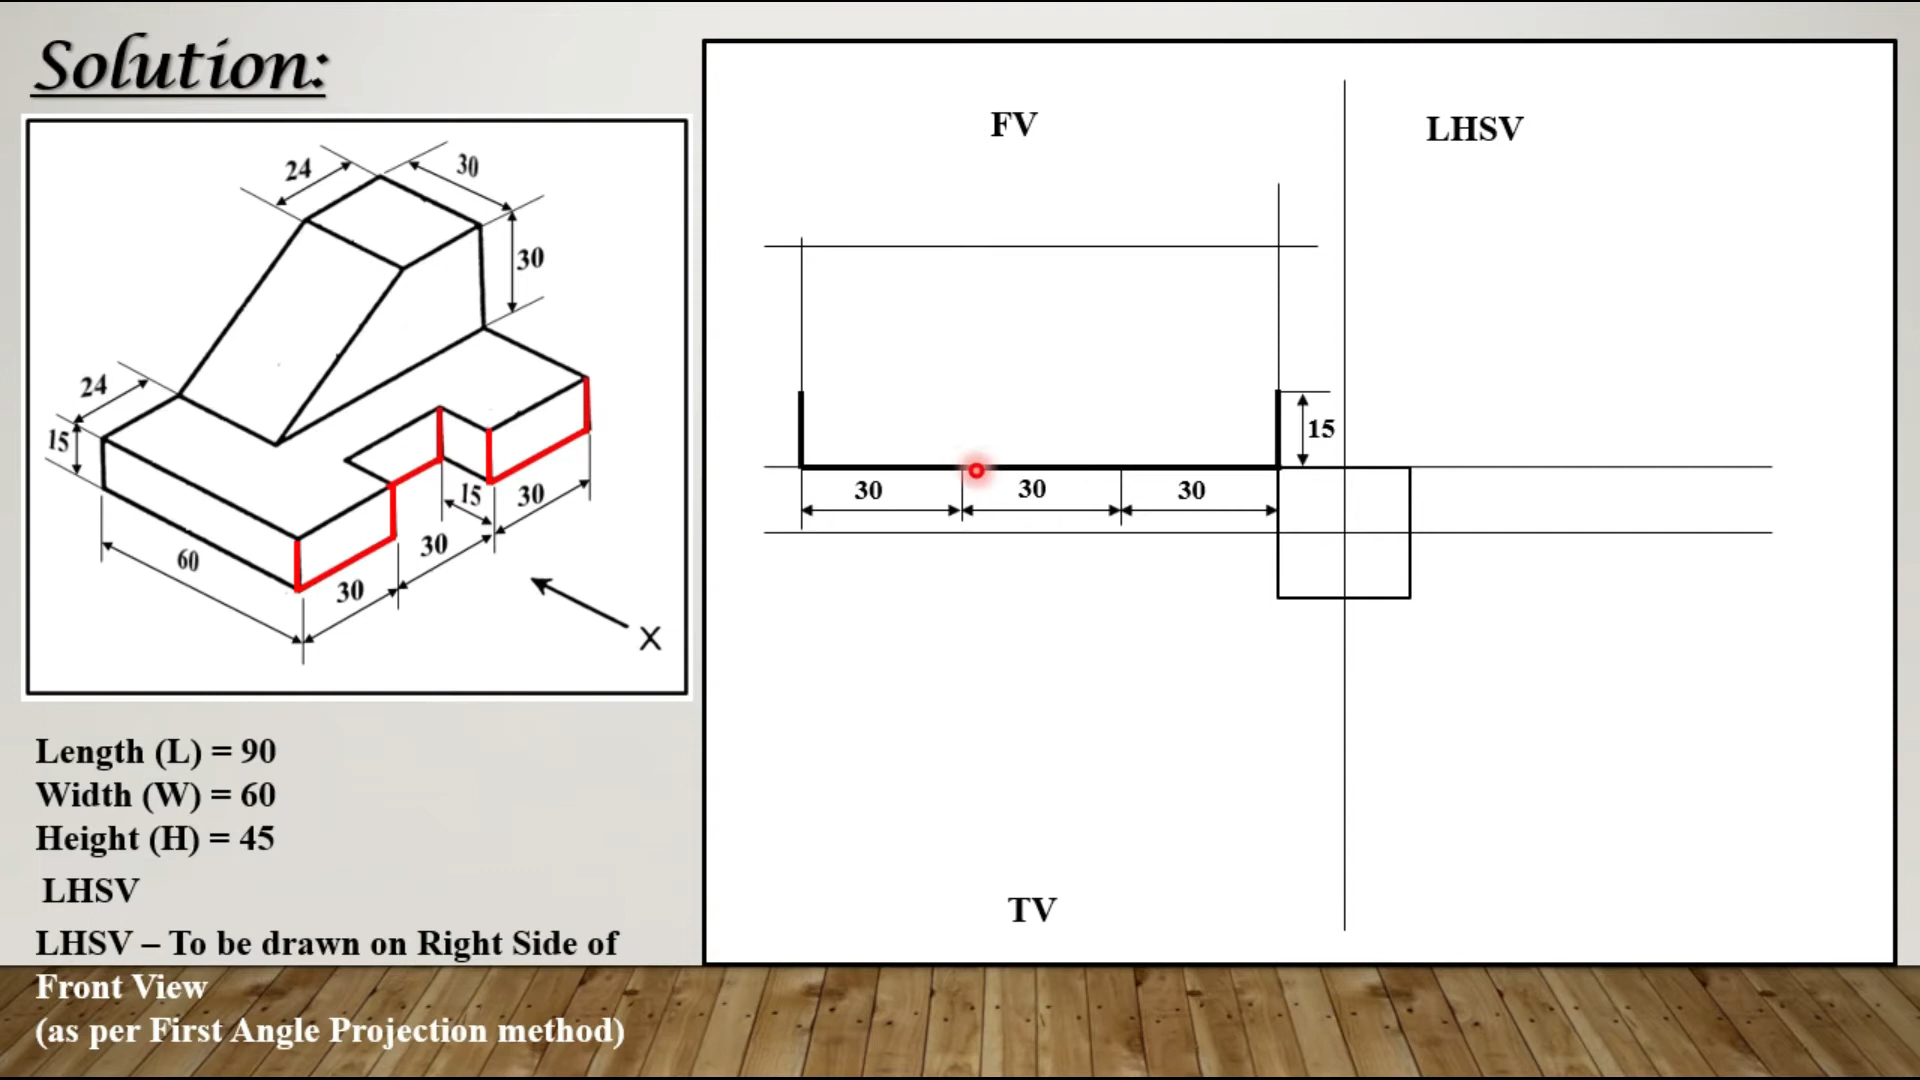 Solution:
24
30
30
24
15
15
30
60
30
30
X
Length (L) = 90
Width (W) = 60
Height (H) = 45
LHSV
LHSV – To be drawn on Right Side of
Front View
(as per First Angle Projection method)
FV
LHSV
15
30
30
30
TV